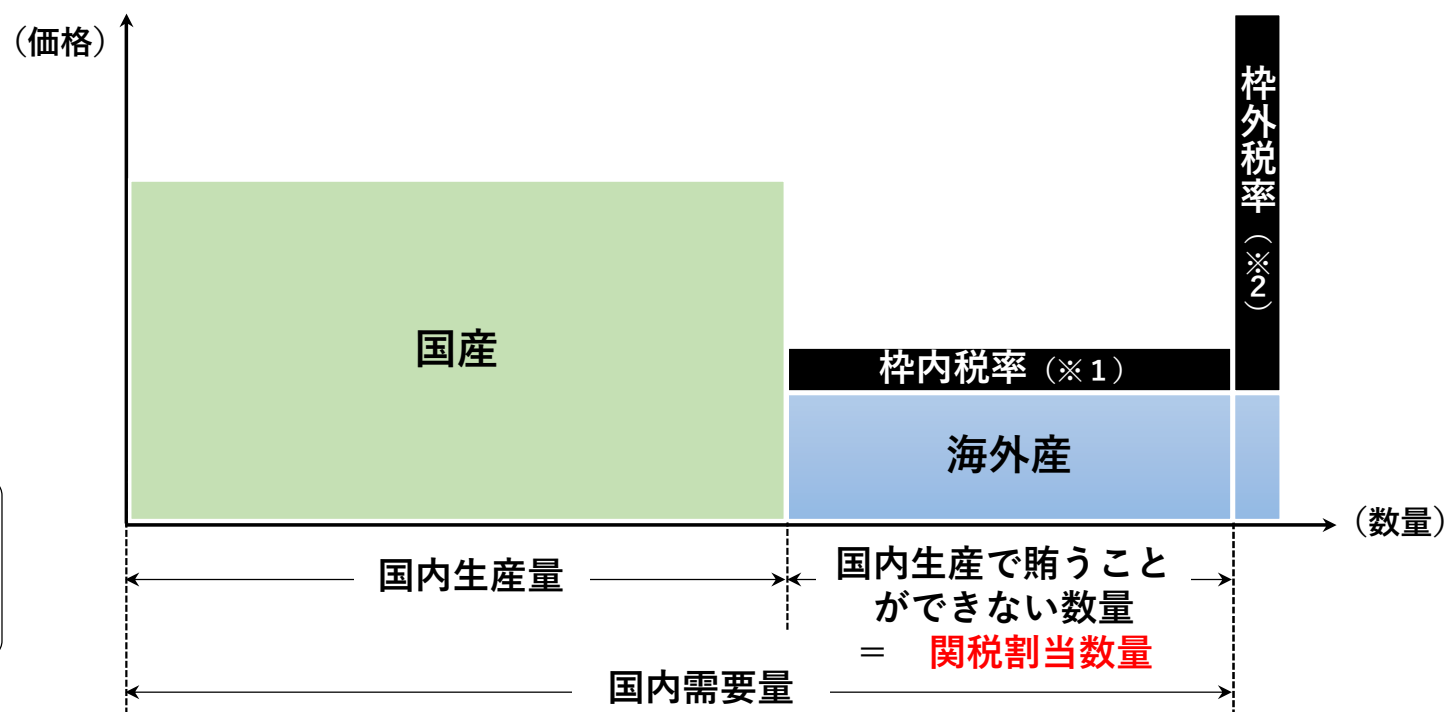 （価格）
枠外税率（※2）
国産
枠内税率（※１）
海外産
（数量）
国内生産量
国内生産で賄うこと
ができない数量
＝　関税割当数量
国内需要量